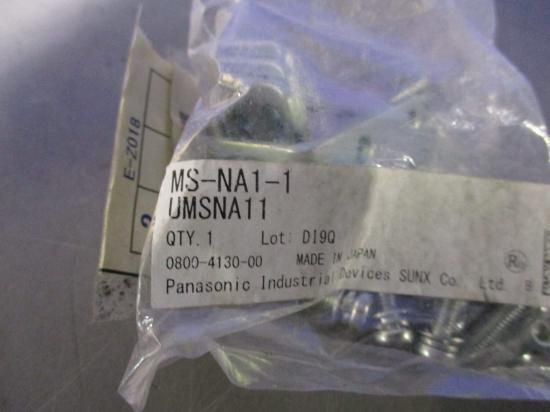 MS-NA1-1
UMSNA11
QTY. 1 Lot: DI9Q
0800-4130-00 MADE IN JAPAN
Panasonic Industrial Devices SUNX Co. Ltd. B
E-Z018